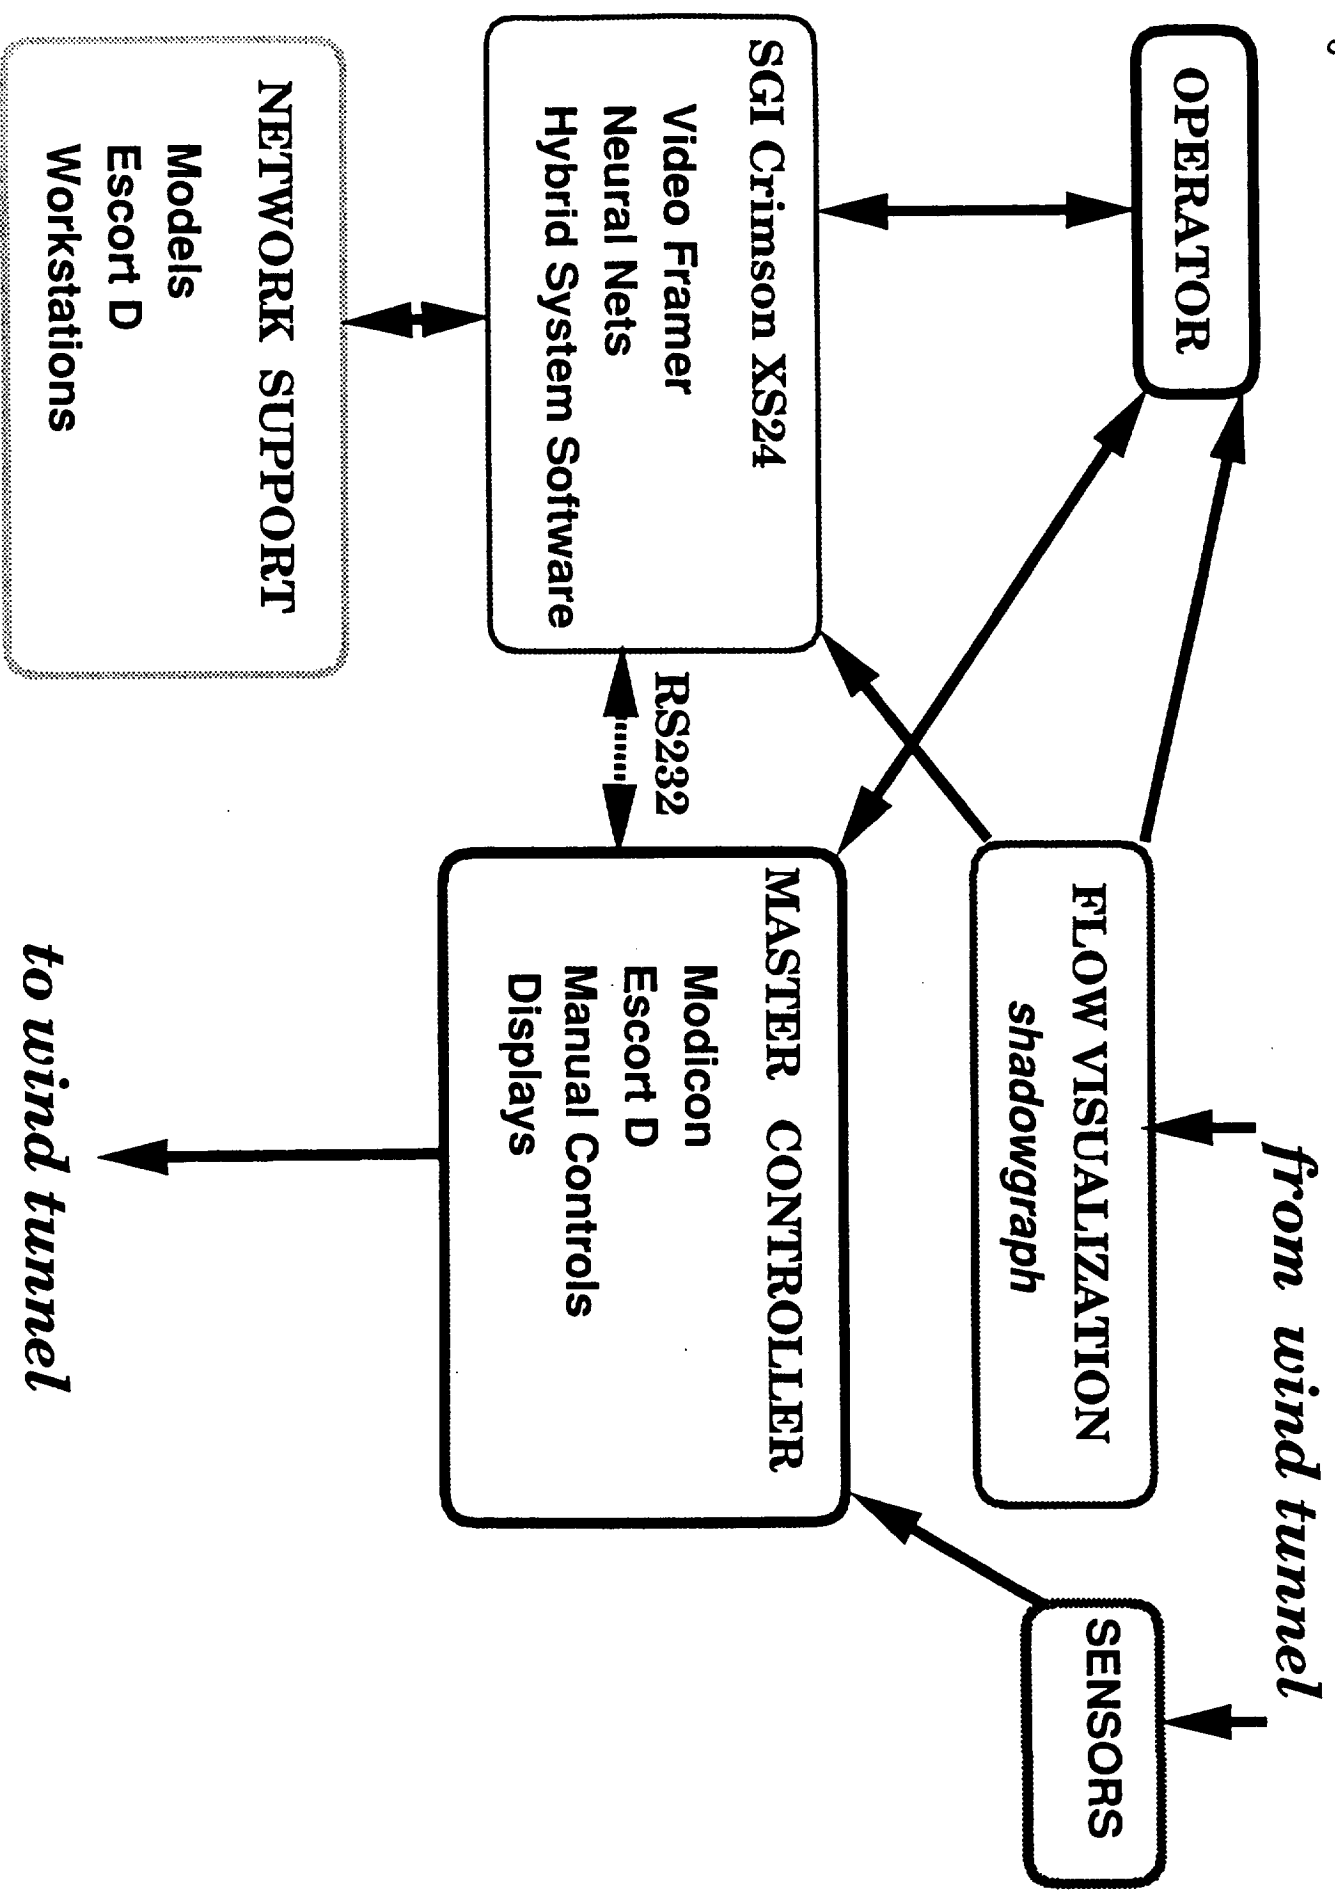 from wind tunnel
OPERATOR
FLOW VISUALIZATION
shadowgraph
SENSORS
SGI Crimson XS24
Video Framer
Neural Nets
Hybrid System Software
RS232
MASTER CONTROLLER
Modicon
Escort D
Manual Controls
Displays
NETWORK SUPPORT
Models
Escort D
Workstations
to wind tunnel